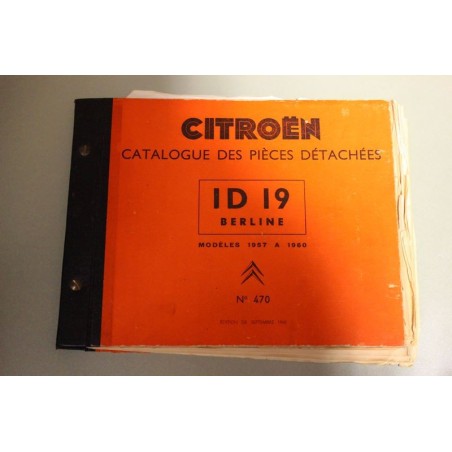 CITROËN
CATALOGUE DES PIÈCES DÉTACHÉES
ID 19
BERLINE
MODÈLES 1957 A 1960
N° 470